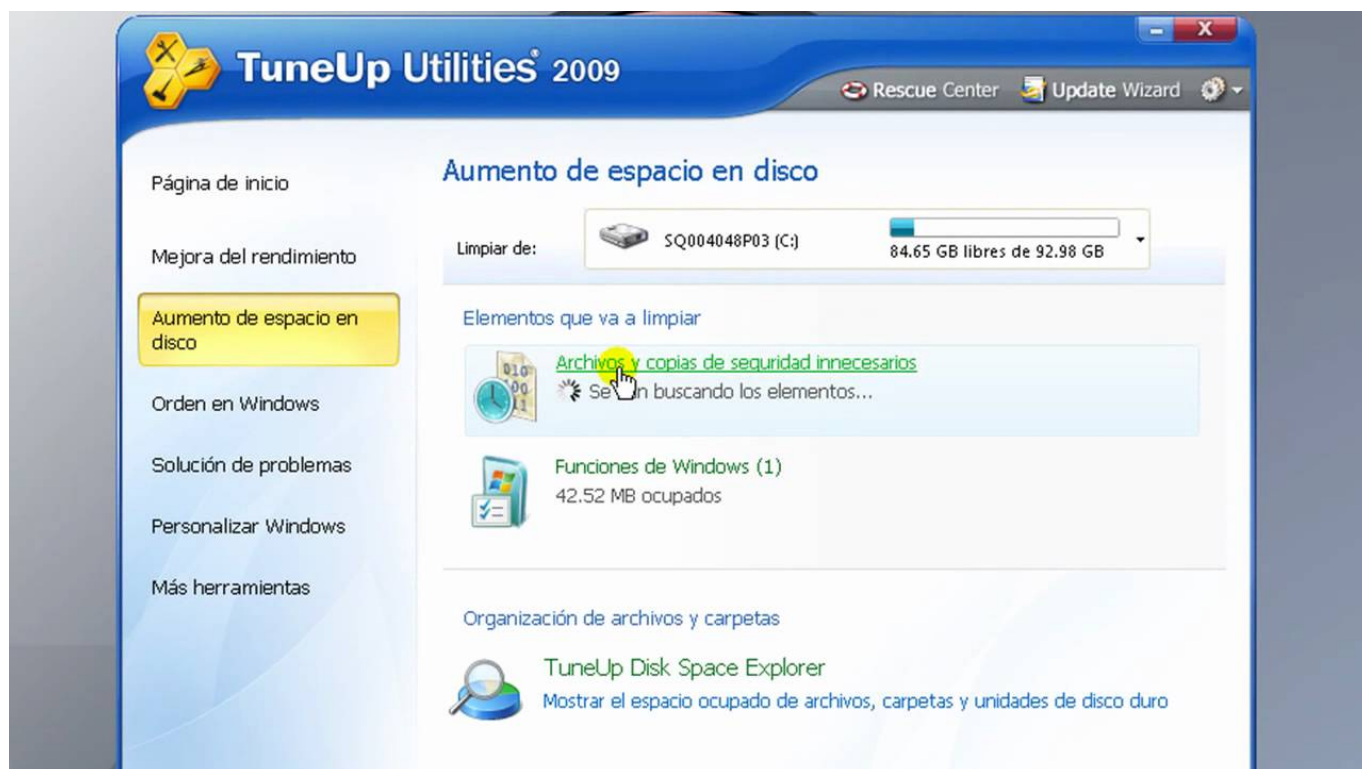 TuneUp Utilities® 2009
X
Rescue Center
Update Wizard
Página de inicio
Mejora del rendimiento
Aumento de espacio en
disco
Orden en Windows
Solución de problemas
Personalizar Windows
Más herramientas
Aumento de espacio en disco
Limpiar de:
SQ004048P03 (C:)
84.65 GB libres de 92.98 GB
Elementos que va a limpiar
Archivos y copias de seguridad innecesarios
buscando los elementos...
Funciones de Windows (1)
42.52 MB ocupados
Organización de archivos y carpetas
TuneUp Disk Space Explorer
Mostrar el espacio ocupado de archivos, carpetas y unidades de disco duro